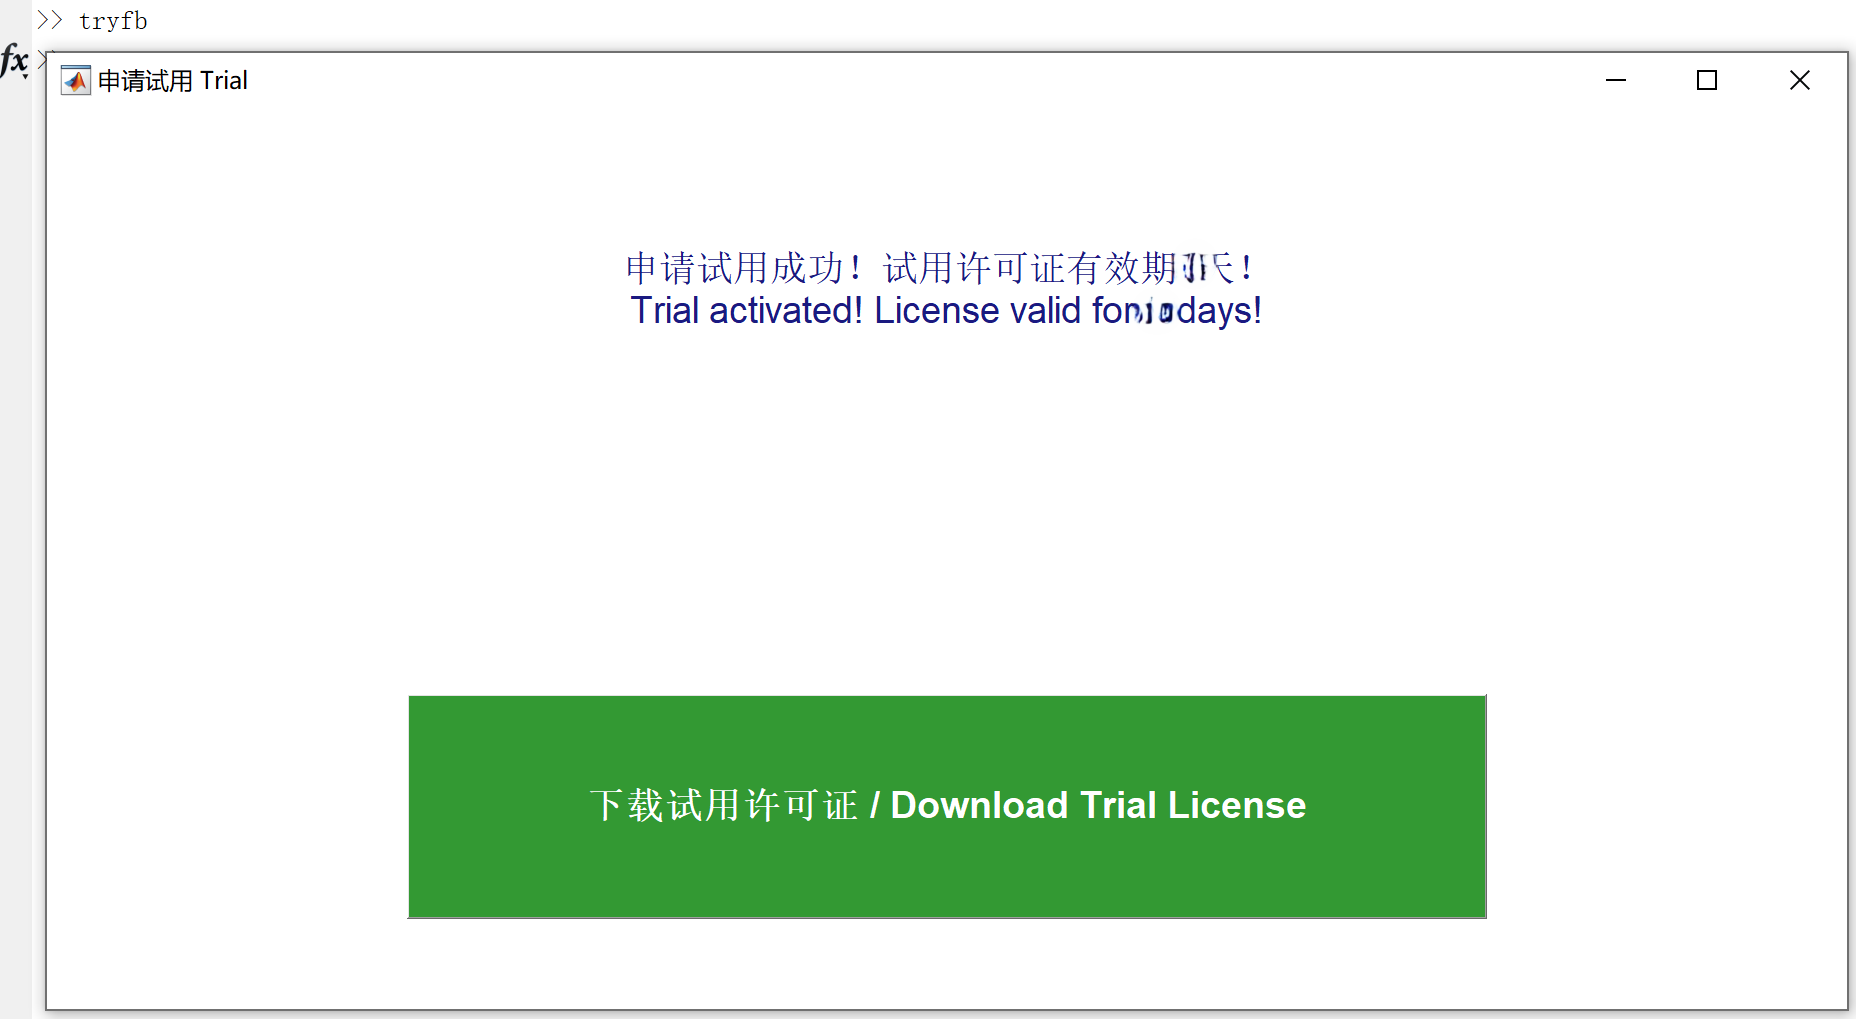 >> tryfb
fx
申请试用 Trial
申请试用成功！试用许可证有效期天！
Trial activated! License valid for days!
下载试用许可证 / Download Trial License